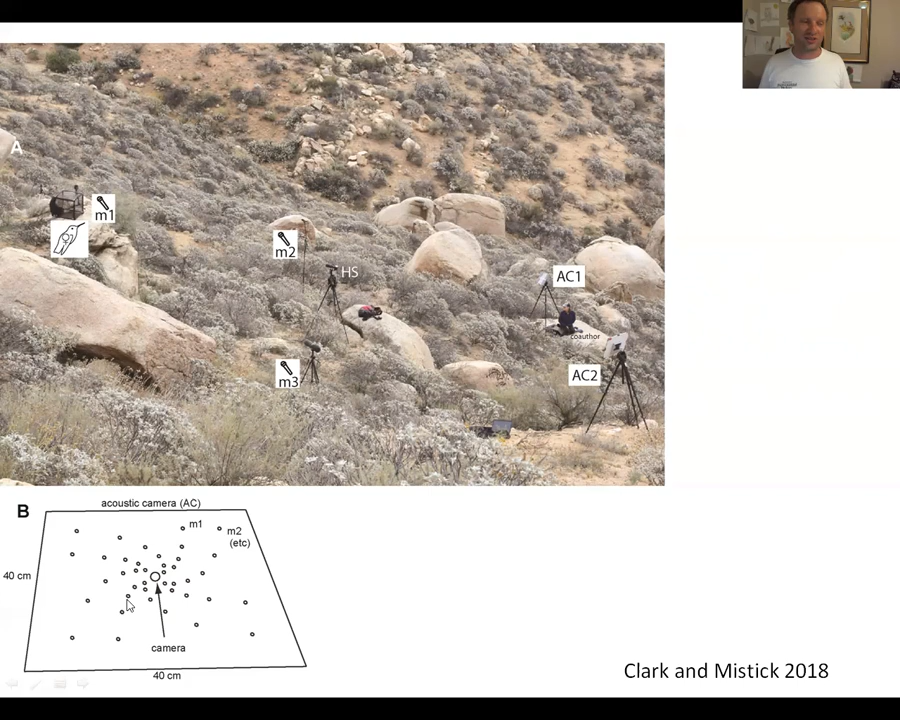 A
m1
m2
HS
AC1
coauthor
AC2
m3
B
acoustic camera (AC)
m1
m2
(etc)
40 cm
camera
40 cm
Clark and Mistick 2018